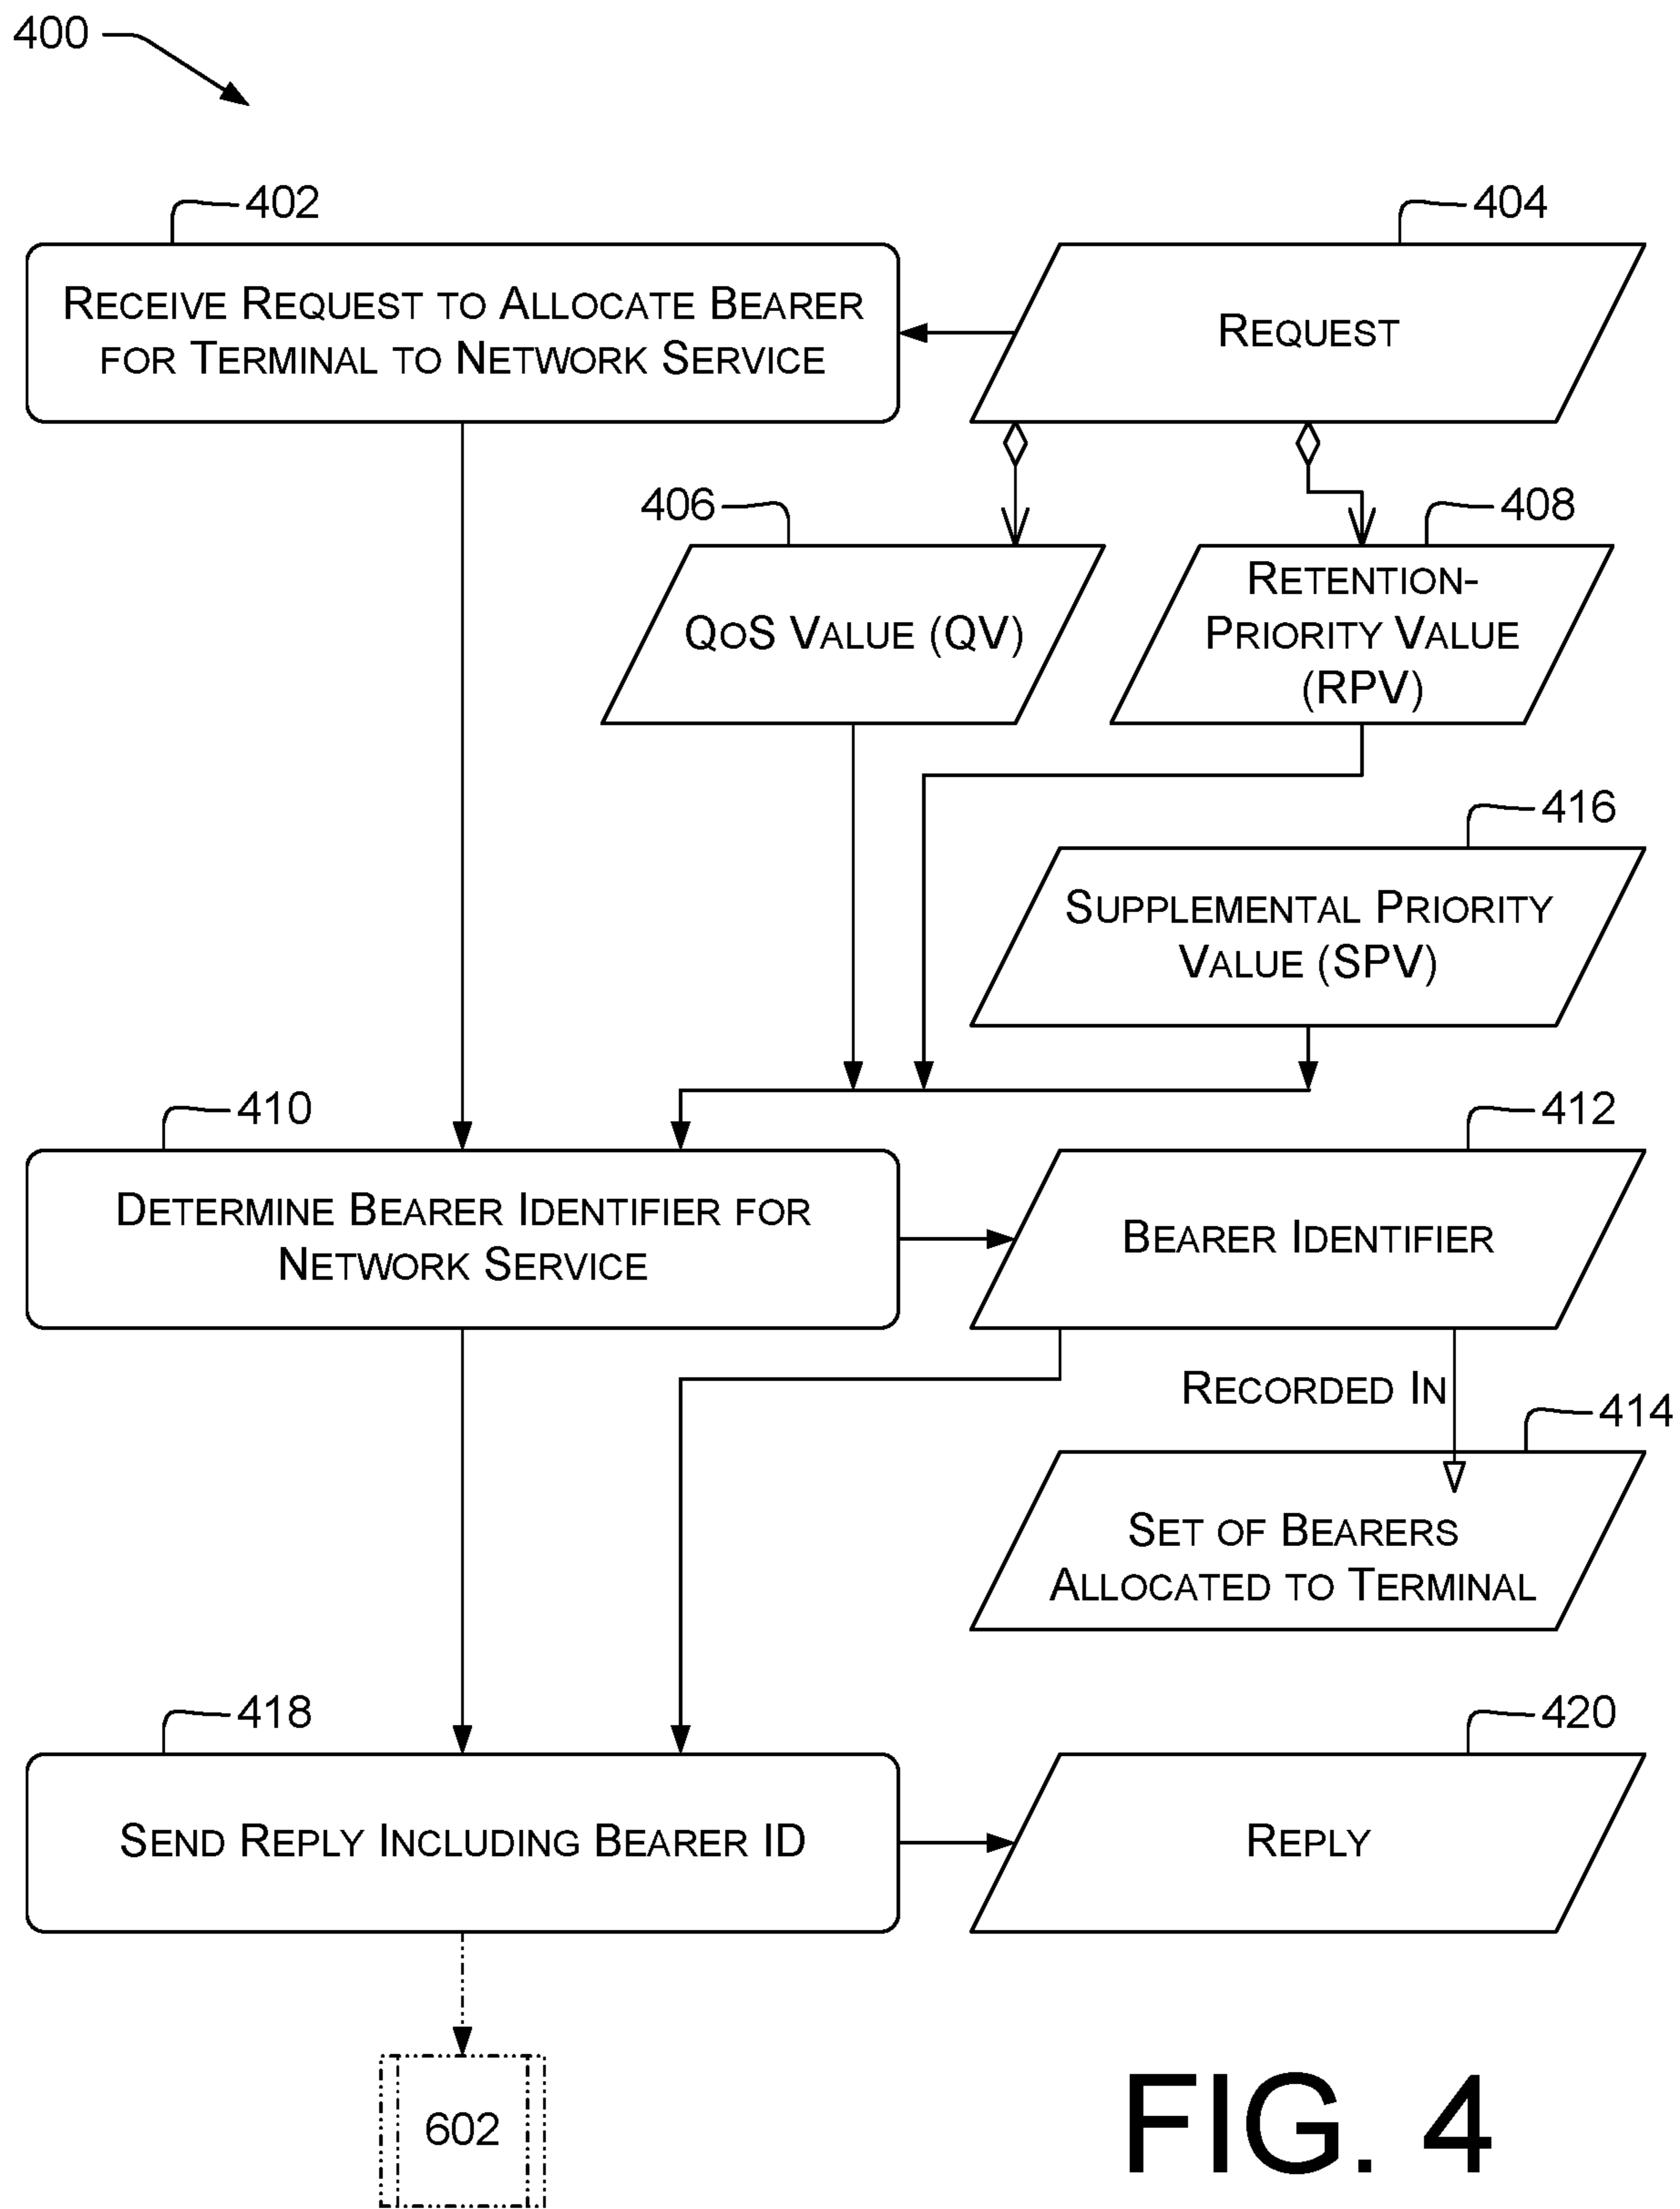 400
402
404
RECEIVE REQUEST TO ALLOCATE BEARER
FOR TERMINAL TO NETWORK SERVICE
REQUEST
406
408
QOS VALUE (QV)
RETENTION-
PRIORITY VALUE
(RPV)
416
SUPPLEMENTAL PRIORITY
VALUE (SPV)
410
412
DETERMINE BEARER IDENTIFIER FOR
NETWORK SERVICE
BEARER IDENTIFIER
RECORDED IN
414
SET OF BEARERS
ALLOCATED TO TERMINAL
418
420
SEND REPLY INCLUDING BEARER ID
REPLY
602
FIG. 4